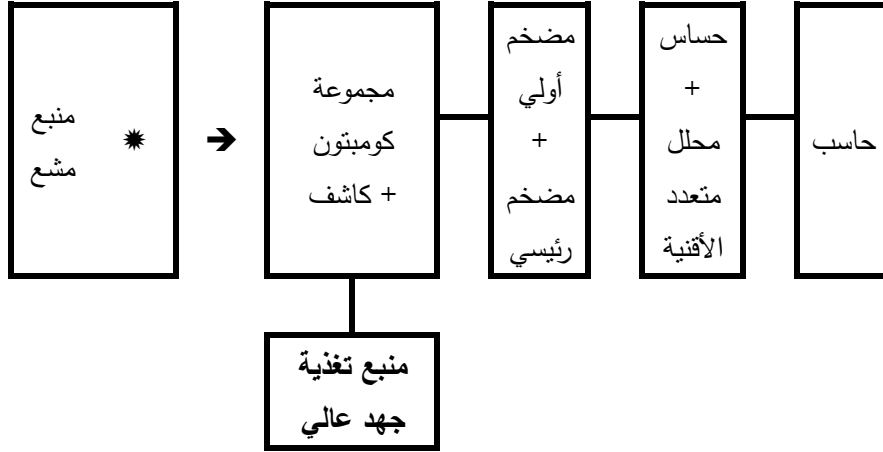 منبع
مشع
مجموعة
كومبتون
+ كاشف
مضخم
أولي
+
مضخم
رئيسي
حساس
+
محلل
متعدد
الأقنية
حاسب
منبع تغذية
جهد عالي